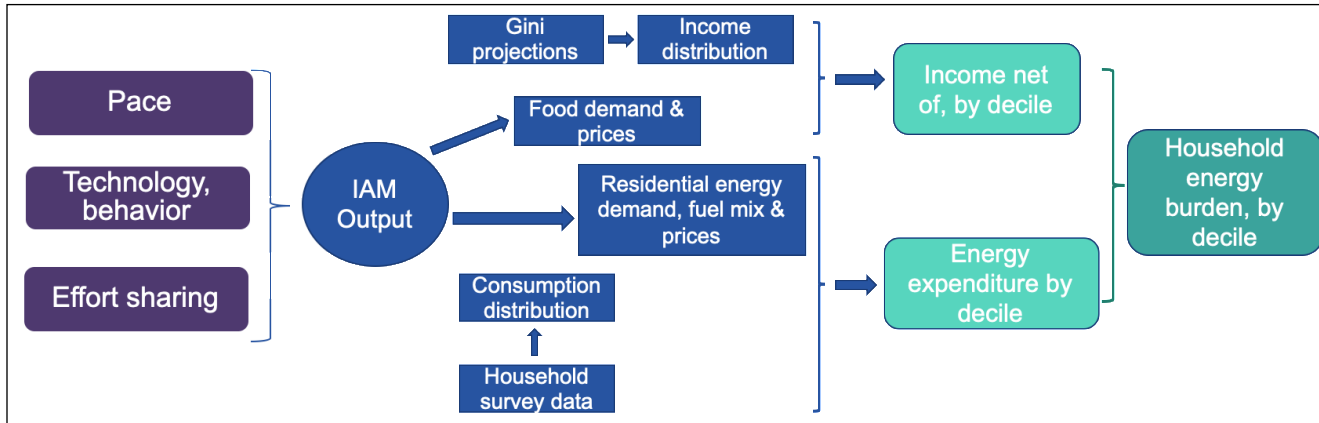 Pace
Technology,
behavior
Effort sharing
IAM
Output
Gini
projections
Income
distribution
Food demand &
prices
Residential energy
demand, fuel mix &
prices
Consumption
distribution
Household
survey data
Income net
of, by decile
Energy
expenditure by
decile
Household
energy
burden, by
decile